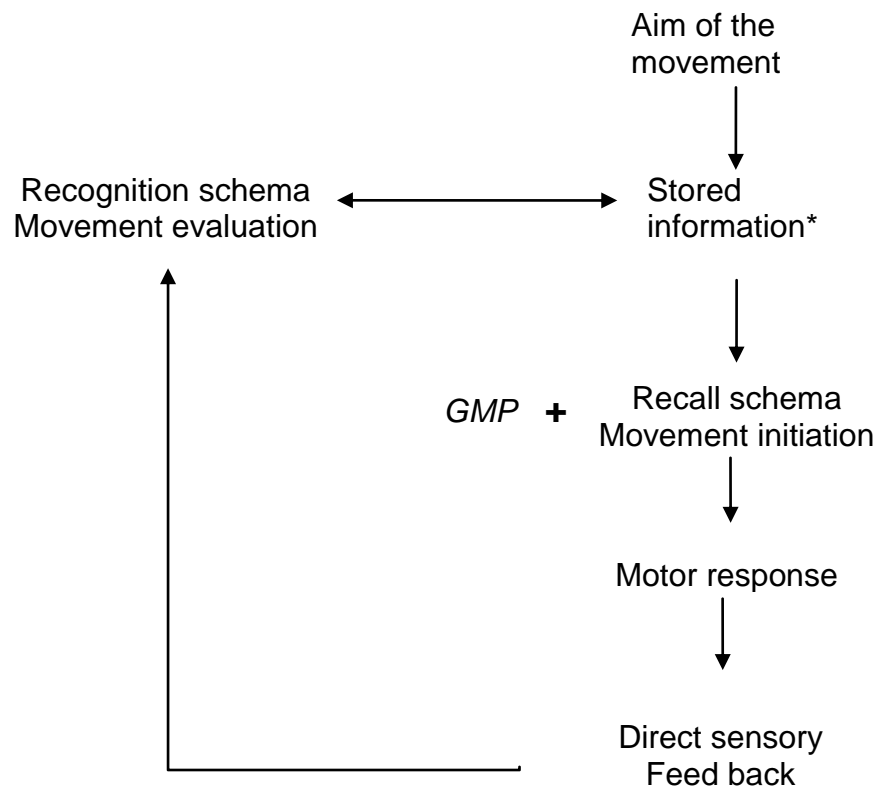 Aim of the
movement
Recognition schema
Movement evaluation
Stored
information*
GMP +
Recall schema
Movement initiation
Motor response
Direct sensory
Feed back